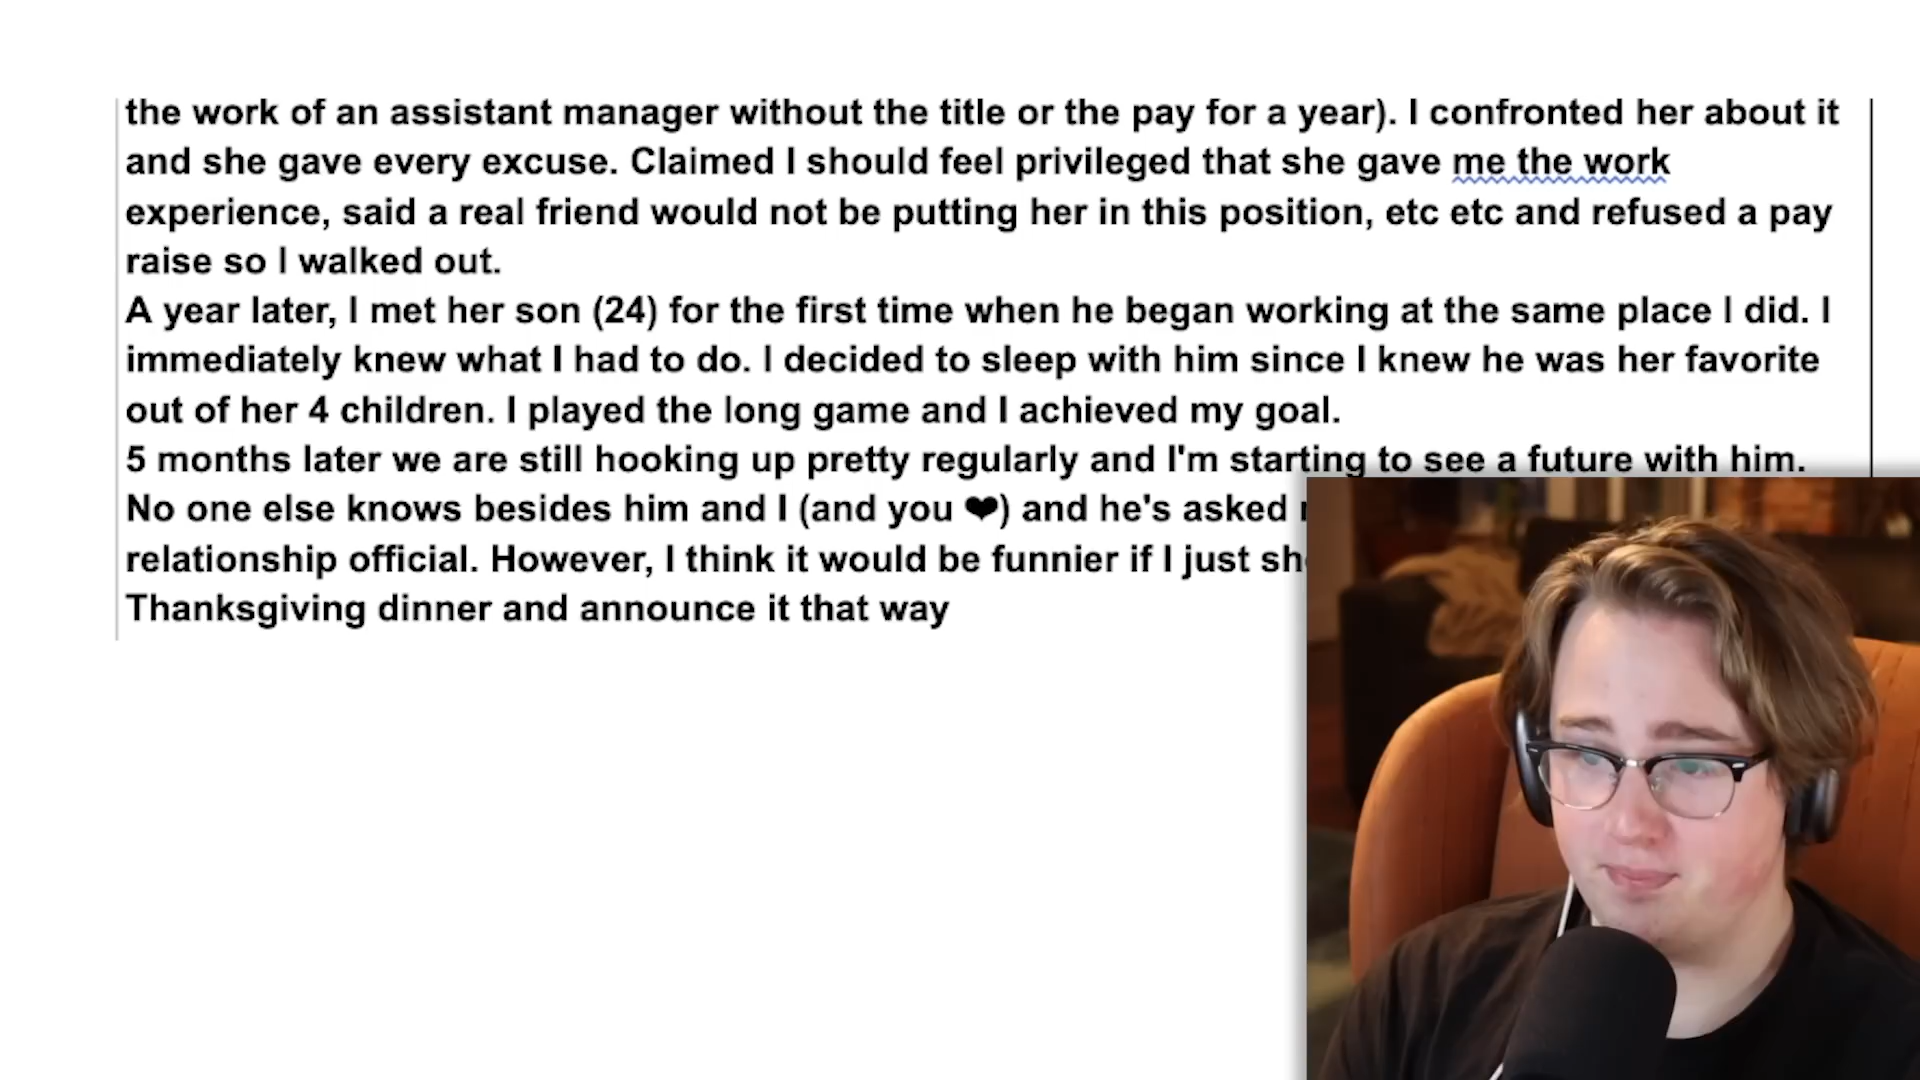 the work of an assistant manager without the title or the pay for a year). I confronted her about it
and she gave every excuse. Claimed I should feel privileged that she gave me the work
experience, said a real friend would not be putting her in this position, etc etc and refused a pay
raise so I walked out.
A year later, I met her son (24) for the first time when he began working at the same place I did. I
immediately knew what I had to do. I decided to sleep with him since I knew he was her favorite
out of her 4 children. I played the long game and I achieved my goal.
5 months later we are still hooking up pretty regularly and I'm starting to see a future with him.
No one else knows besides him and I (and you ❤) and he's asked
relationship official. However, I think it would be funnier if I just
Thanksgiving dinner and announce it that way